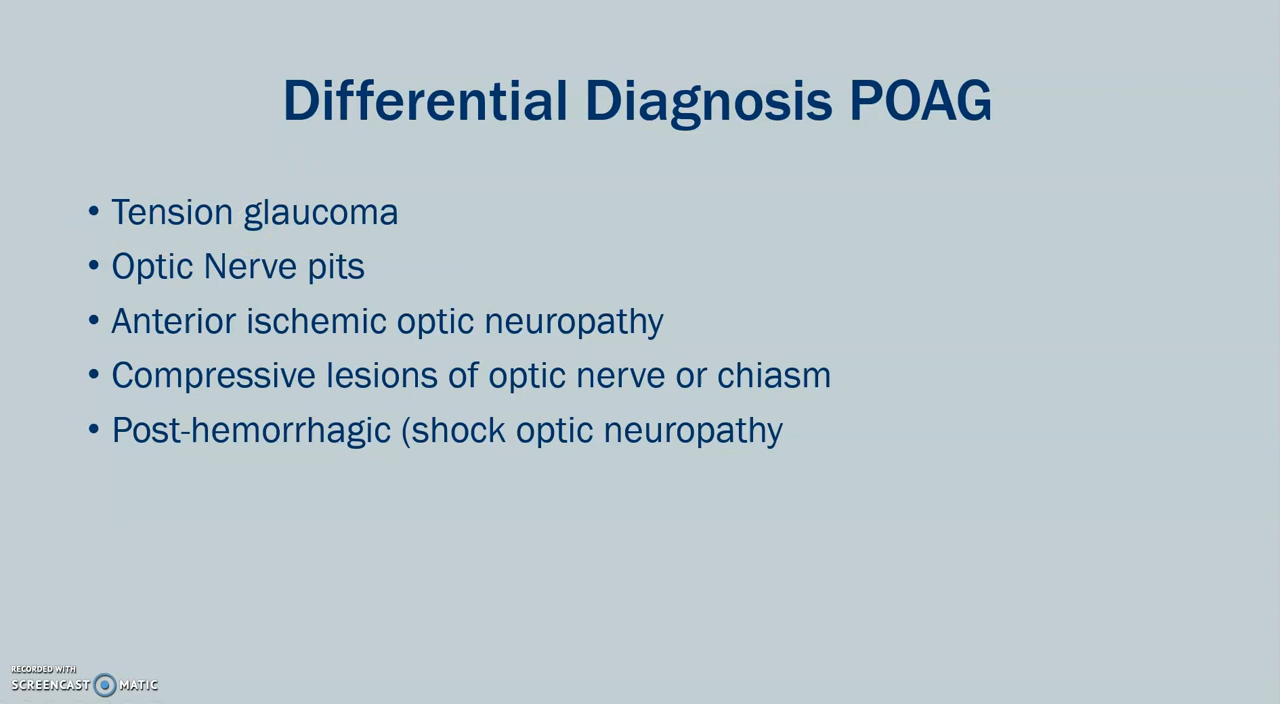 Differential Diagnosis POAG
• Tension glaucoma
• Optic Nerve pits
• Anterior ischemic optic neuropathy
• Compressive lesions of optic nerve or chiasm
• Post-hemorrhagic (shock optic neuropathy
RECORDED WITH
SCREENCAST MATIC